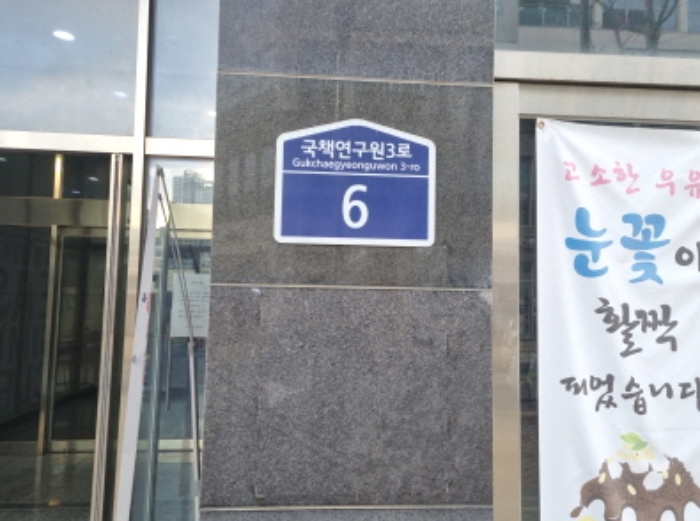 국책연구원3로
Gukchaegyeonguwon 3-ro
6
고소한 우유
눈꽃이
활짝
피었습니다